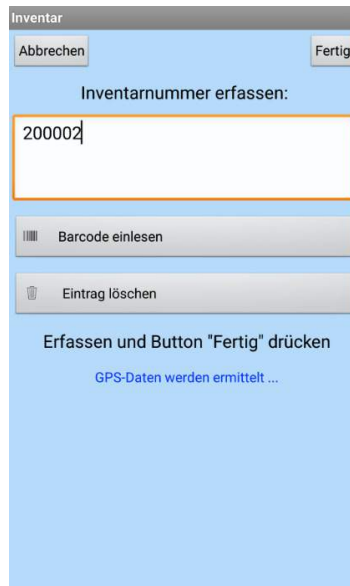 Inventar
Abbrechen
Fertig
Inventarnummer erfassen:
200002
Barcode einlesen
Eintrag löschen
Erfassen und Button "Fertig" drücken
GPS-Daten werden ermittelt ...